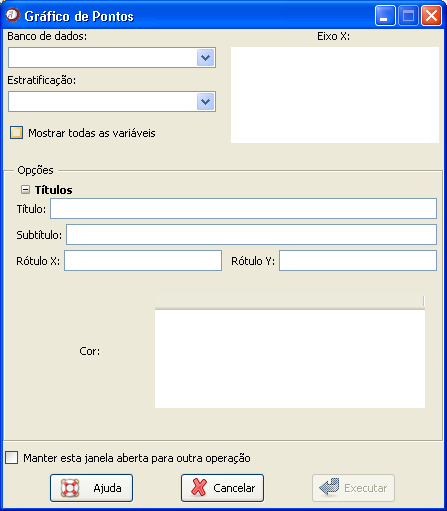 Gráfico de Pontos
Banco de dados:
Eixo X:
Estratificação:
Mostrar todas as variáveis
Opções
Títulos
Título:
Subtítulo:
Rótulo X:
Rótulo Y:
Cor:
Manter esta janela aberta para outra operação
Ajuda
Cancelar
Executar